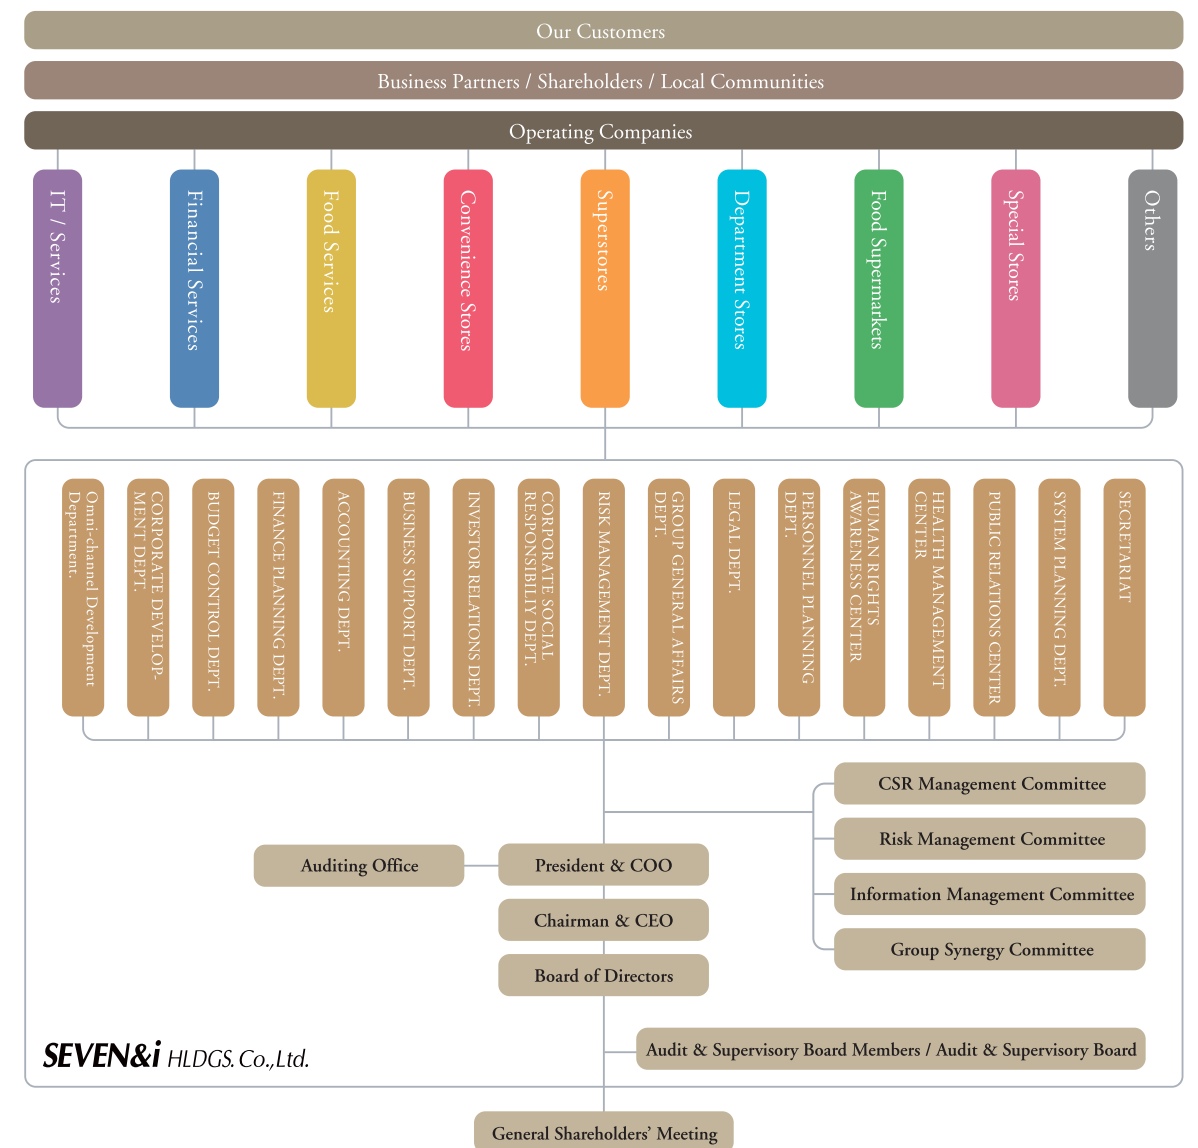 Our Customers
Business Partners / Shareholders / Local Communities
Operating Companies
IT / Services
Financial Services
Food Services
Convenience Stores
Superstores
Department Stores
Food Supermarkets
Special Stores
Others
Omni-channel Development
Department.
CORPORATE DEVELOP-
MENT DEPT.
BUDGET CONTROL DEPT.
FINANCE PLANNING DEPT.
ACCOUNTING DEPT.
BUSINESS SUPPORT DEPT.
INVESTOR RELATIONS DEPT.
CORPORATE SOCIAL
RESPONSIBILIY DEPT.
RISK MANAGEMENT DEPT.
GROUP GENERAL AFFAIRS
DEPT.
LEGAL DEPT.
PERSONNEL PLANNING
DEPT.
HUMAN RIGHTS
AWARENESS CENTER
HEALTH MANAGEMENT
CENTER
PUBLIC RELATIONS CENTER
SYSTEM PLANNING DEPT.
SECRETARIAT
CSR Management Committee
Risk Management Committee
Information Management Committee
Group Synergy Committee
Auditing Office
President & COO
Chairman & CEO
Board of Directors
Audit & Supervisory Board Members / Audit & Supervisory Board
SEVEN&i HLDGS. Co.,Ltd.
General Shareholders’ Meeting